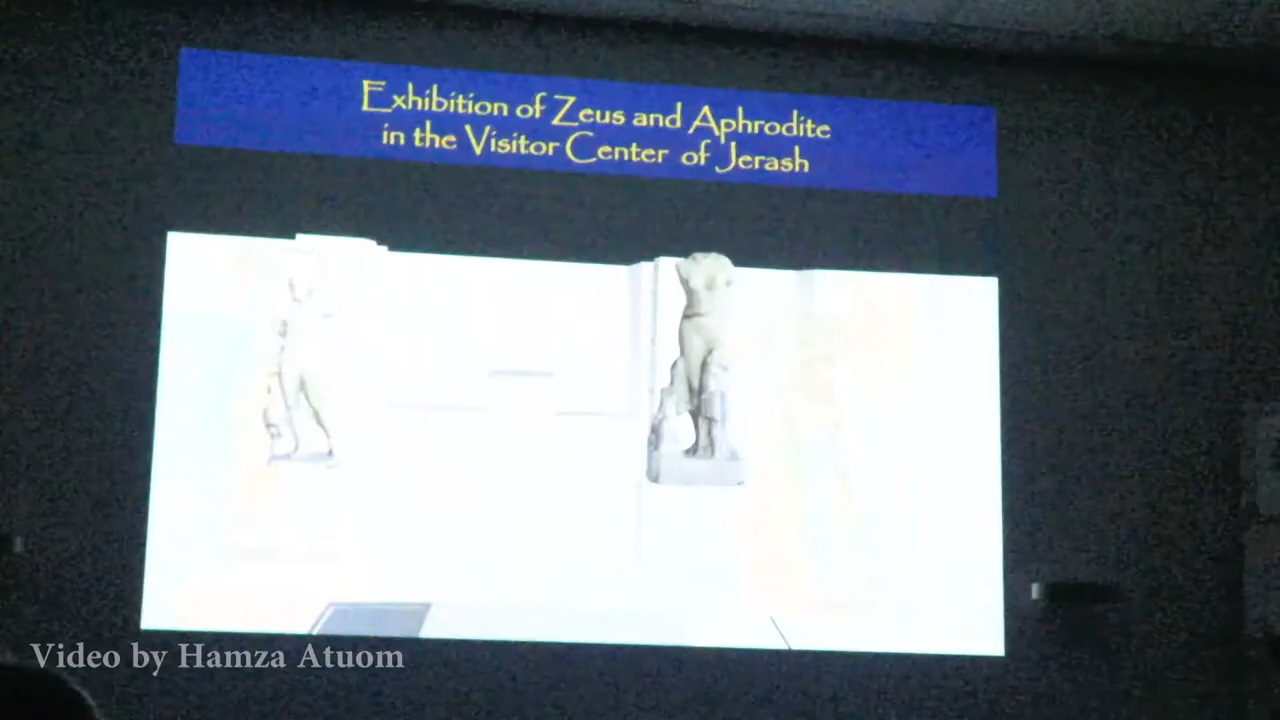 Exhibition of Zeus and Aphrodite
in the Visitor Center of Jerash
Video by Hamza Atuom